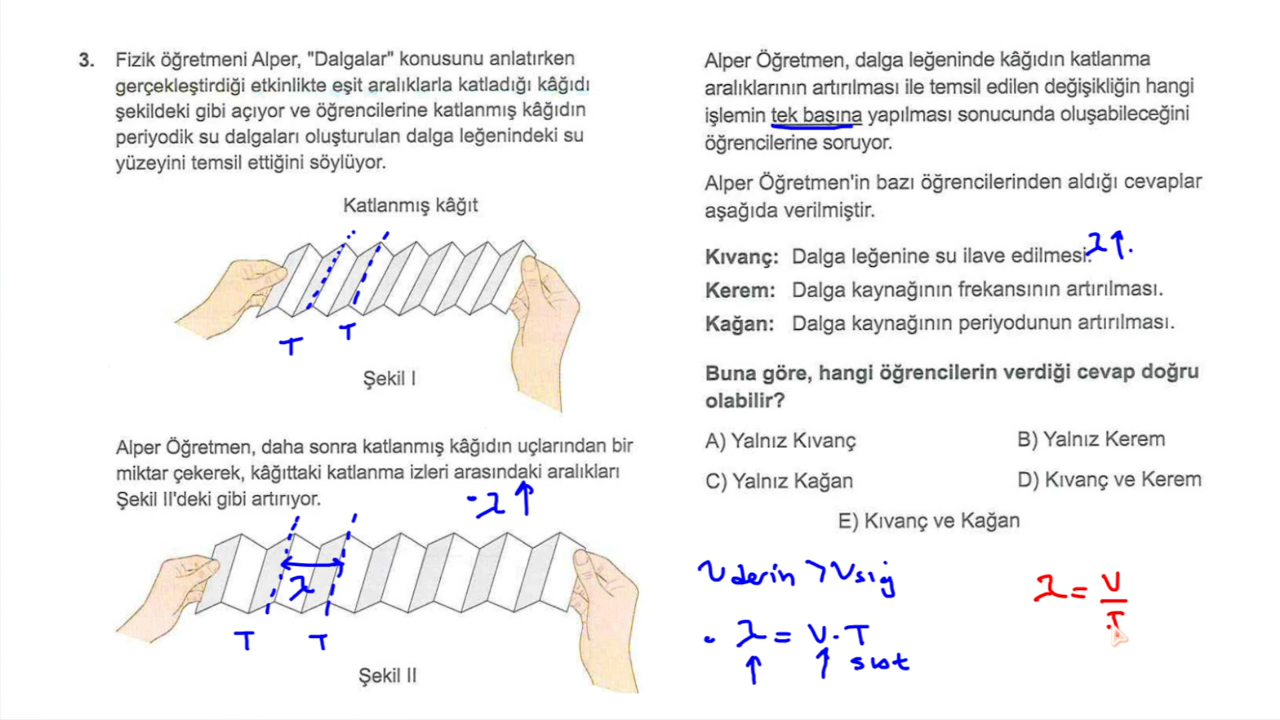 3. Fizik öğretmeni Alper, "Dalgalar" konusunu anlatırken
gerçekleştirdiği etkinlikte eşit aralıklarla katladığı kâğıdı
şekildeki gibi açıyor ve öğrencilerine katlanmış kâğıdın
periyodik su dalgaları oluşturulan dalga leğenindeki su
yüzeyini temsil ettiğini söylüyor.
Katlanmış kâğıt
T T
Şekil I
Alper Öğretmen, daha sonra katlanmış kâğıdın uçlarından bir
miktar çekerek, kâğıttaki katlanma izleri arasındaki aralıkları
Şekil II'deki gibi artırıyor.
λ↑
λ
T T
Şekil II
Alper Öğretmen, dalga leğeninde kâğıdın katlanma
aralıklarının artırılması ile temsil edilen değişikliğin hangi
işlemin tek başına yapılması sonucunda oluşabileceğini
öğrencilerine soruyor.
Alper Öğretmen'in bazı öğrencilerinden aldığı cevaplar
aşağıda verilmiştir.
Kıvanç: Dalga leğenine su ilave edilmesi. λ↑.
Kerem: Dalga kaynağının frekansının artırılması.
Kağan: Dalga kaynağının periyodunun artırılması.
Buna göre, hangi öğrencilerin verdiği cevap doğru
olabilir?
A) Yalnız Kıvanç B) Yalnız Kerem
C) Yalnız Kağan D) Kıvanç ve Kerem
E) Kıvanç ve Kağan
Vderin > Vsığ
• λ = V . T
↑ ↑ sbt
λ = V
T